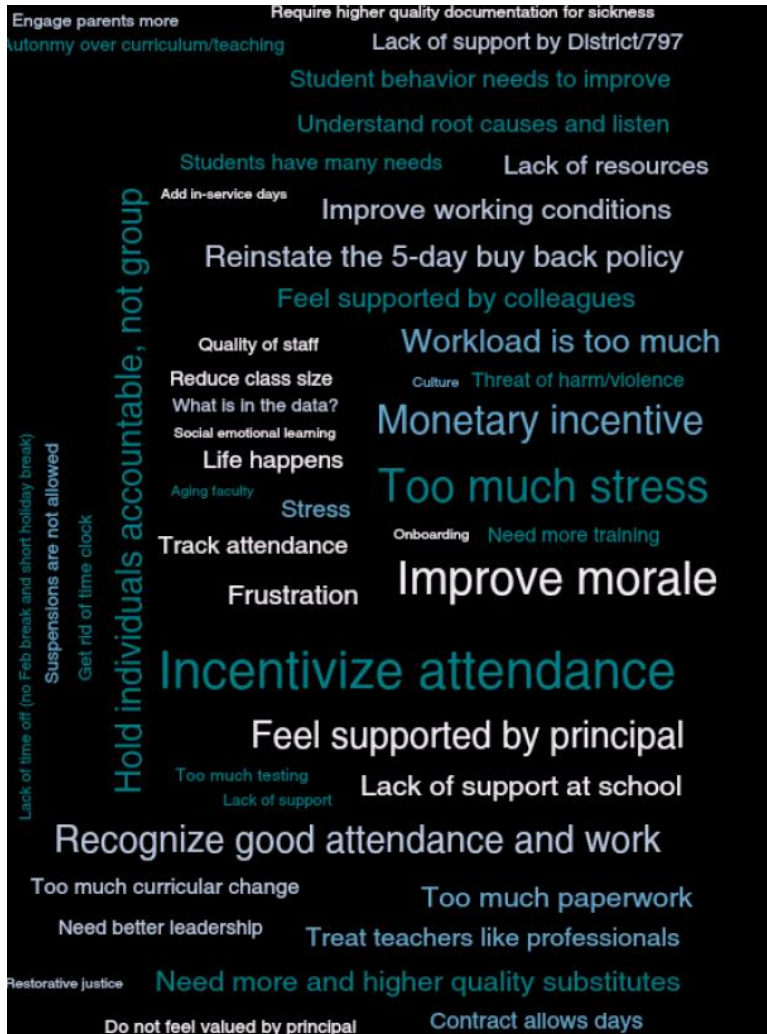 Require higher quality documentation for sickness
Engage parents more
Autonmy over curriculum/teaching
Lack of support by District/797
Student behavior needs to improve
Understand root causes and listen
Students have many needs
Lack of resources
Add in-service days
Improve working conditions
Reinstate the 5-day buy back policy
Feel supported by colleagues
Hold individuals accountable, not group
Quality of staff
Workload is too much
Reduce class size
Culture
Threat of harm/violence
What is in the data?
Monetary incentive
Social emotional learning
Life happens
Aging faculty
Too much stress
Stress
Onboarding
Need more training
Track attendance
Improve morale
Frustration
Lack of time off (no Feb break and short holiday break)
Suspensions are not allowed
Get rid of time clock
Incentivize attendance
Feel supported by principal
Too much testing
Lack of support at school
Lack of support
Recognize good attendance and work
Too much curricular change
Too much paperwork
Need better leadership
Treat teachers like professionals
Restorative justice
Need more and higher quality substitutes
Contract allows days
Do not feel valued by principal